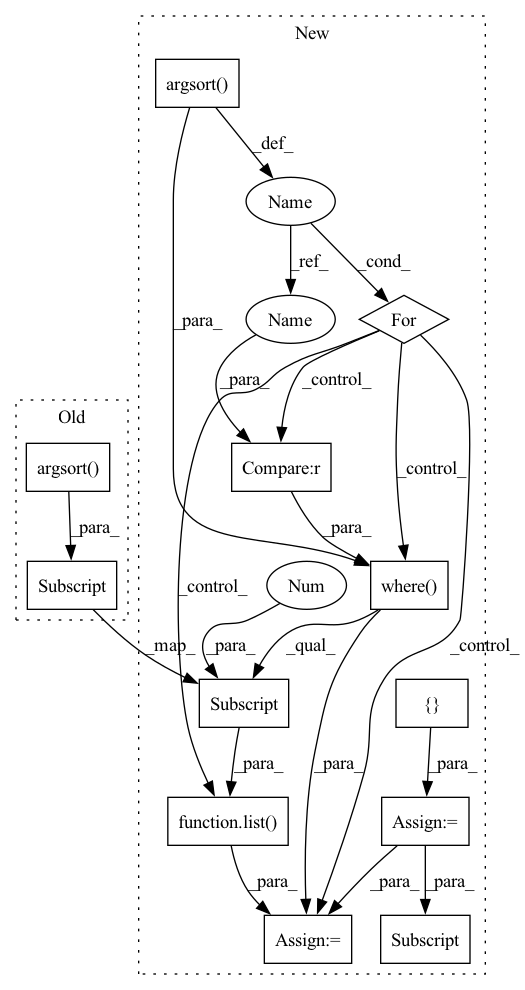 New
argsort()
_def_
Name
_ref_
_cond_
_para_
Name
For
_para_
_control_
Old
argsort()
Compare:r
_control_
_para_
_para_
Subscript
Num
where()
_control_
_map_
_para_
_qual_
_control_
Subscript
{}
_para_
_para_
_para_
function.list()
Assign:=
_para_
_para_
_para_
Assign:=
Subscript